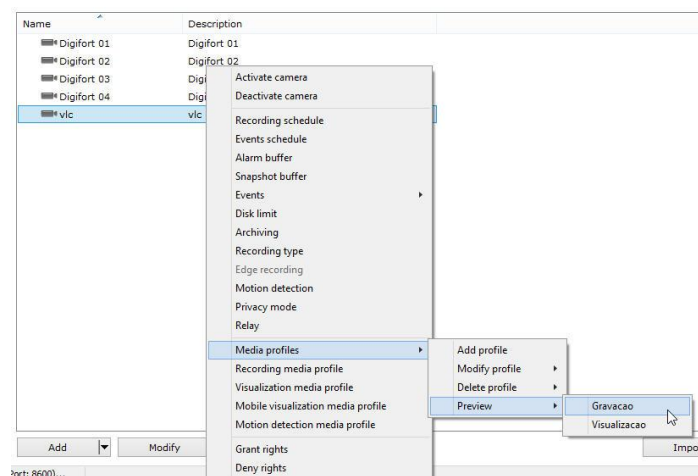 Name Description
Digifort 01 Digifort 01
Digifort 02 Digifort 02
Digifort 03 Digi
Digifort 04 Digi
vlc vlc
Activate camera
Deactivate camera
Recording schedule
Events schedule
Alarm buffer
Snapshot buffer
Events
Disk limit
Archiving
Recording type
Edge recording
Motion detection
Privacy mode
Relay
Media profiles
Recording media profile
Visualization media profile
Mobile visualization media profile
Motion detection media profile
Grant rights
Deny rights
Add profile
Modify profile
Delete profile
Preview
Gravacao
Visualizacao
Add Modify Impo
Port: 8600)...